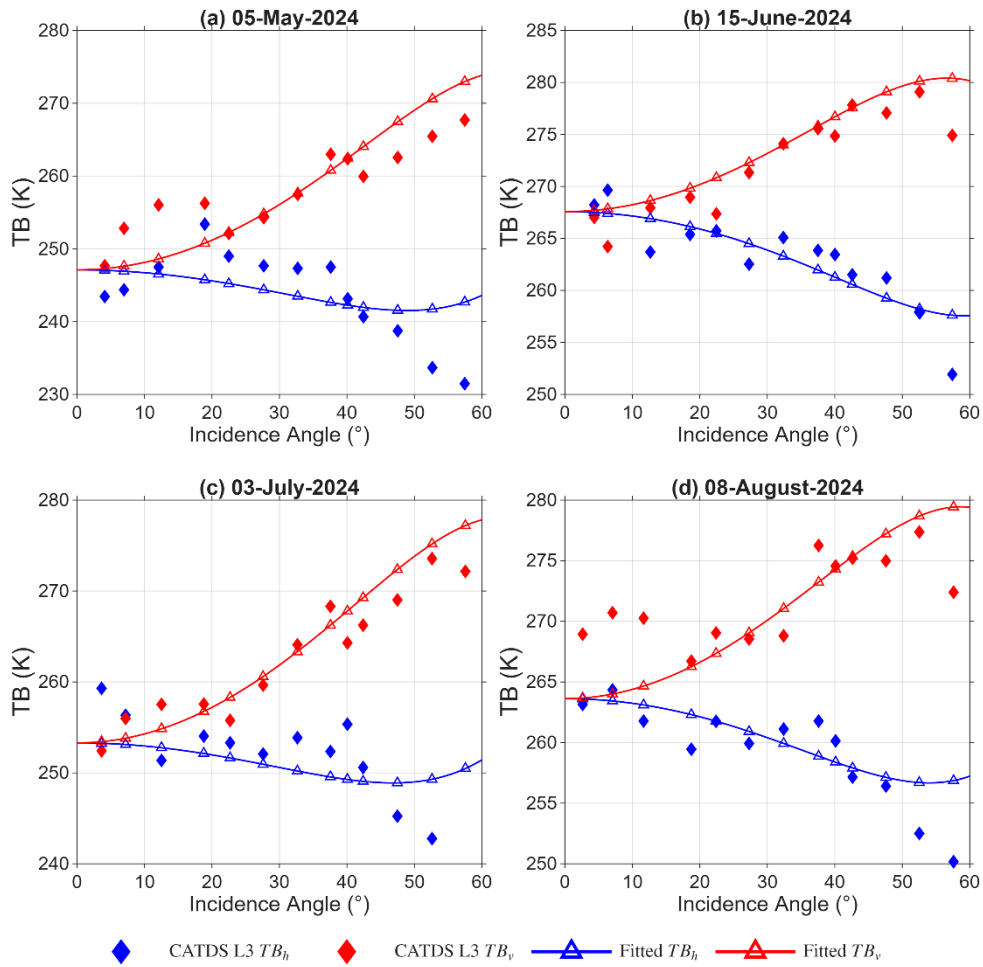 (a) 05-May-2024
280
270
260
250
240
230
TB (K)
0 10 20 30 40 50 60
Incidence Angle (°)
(b) 15-June-2024
285
280
275
270
265
260
255
250
TB (K)
0 10 20 30 40 50 60
Incidence Angle (°)
(c) 03-July-2024
280
270
260
250
240
TB (K)
0 10 20 30 40 50 60
Incidence Angle (°)
(d) 08-August-2024
280
275
270
265
260
255
250
TB (K)
0 10 20 30 40 50 60
Incidence Angle (°)
CATDS L3 TBh CATDS L3 TBv Fitted TBh Fitted TBv